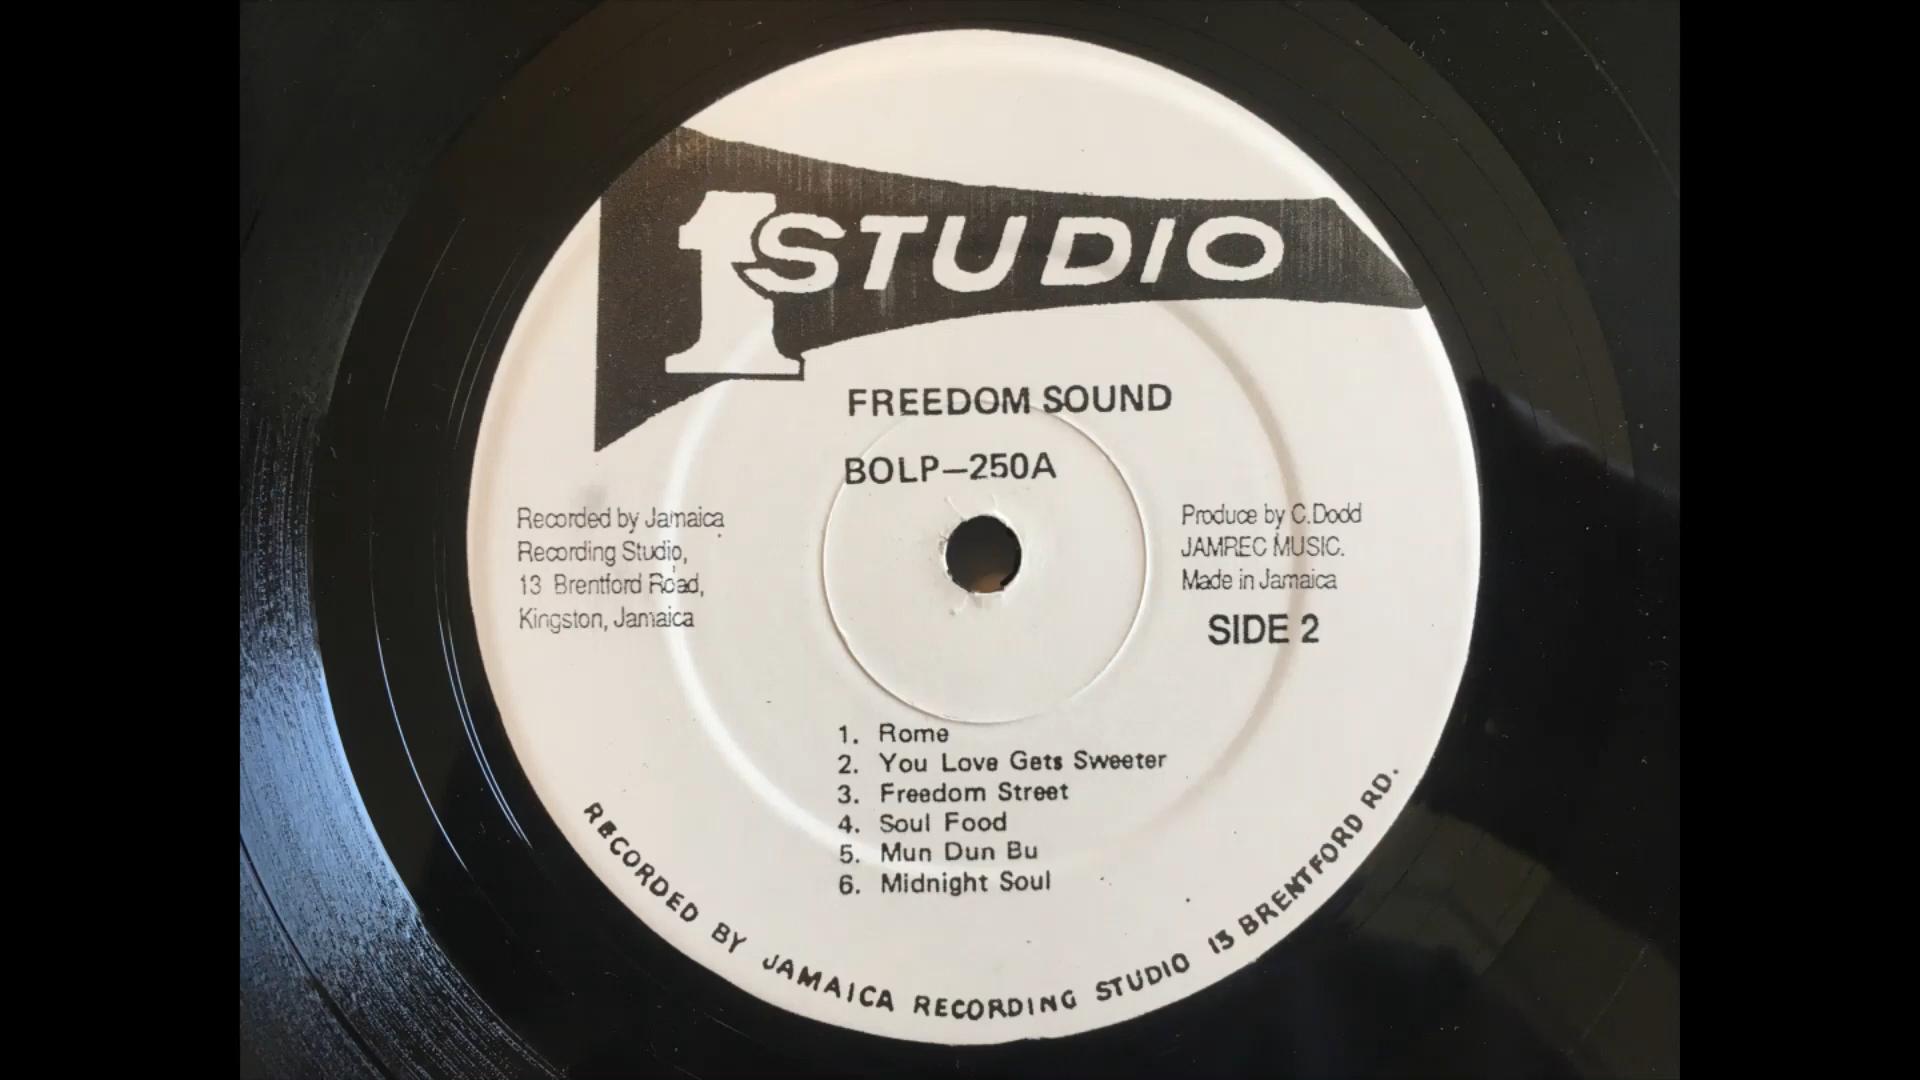 1 STUDIO
FREEDOM SOUND
BOLP-250A
Recorded by Jamaica
Recording Studio,
13 Brentford Road,
Kingston, Jamaica
Produce by C.Dodd
JAMREC MUSIC.
Made in Jamaica
SIDE 2
1. Rome
2. You Love Gets Sweeter
3. Freedom Street
4. Soul Food
5. Mun Dun Bu
6. Midnight Soul
RECORDED BY JAMAICA RECORDING STUDIO 13 BRENTFORD RD.